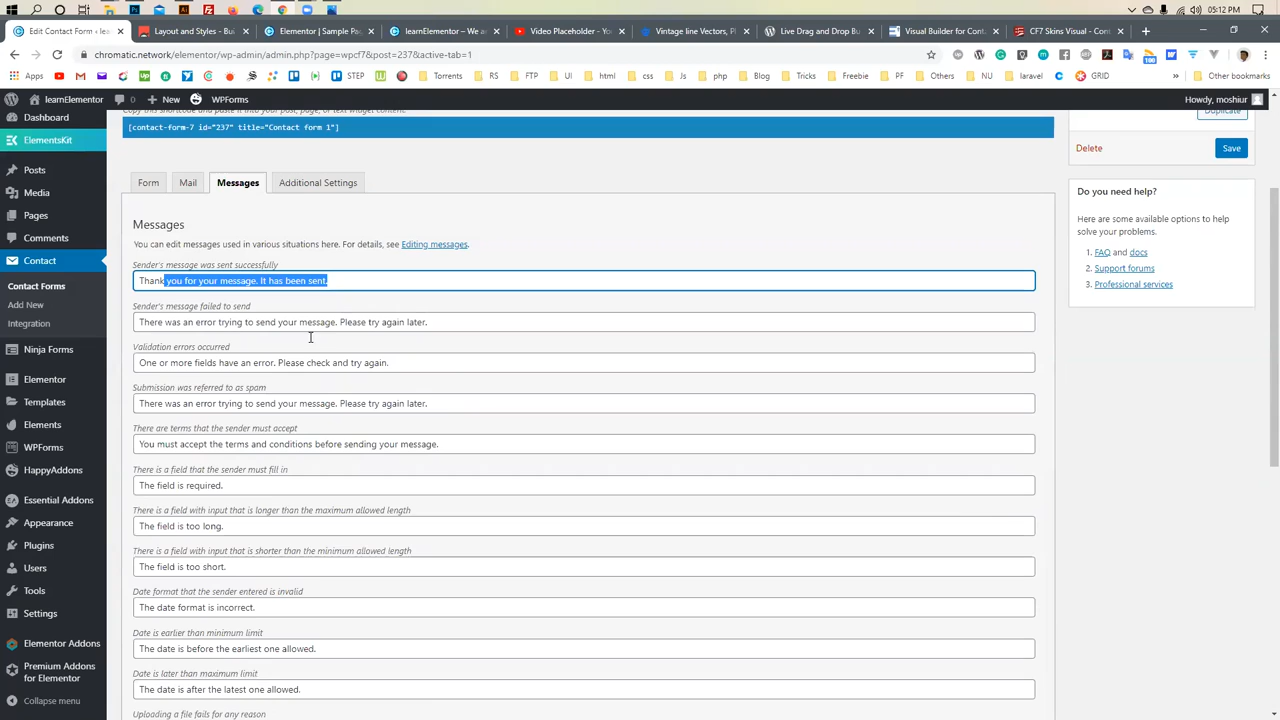 05:12 PM
Edit Contact Form ‹ lea
Layout and Styles - Bui
Elementor | Sample Pa
learnElementor – We a
Video Placeholder - Yo
Vintage line Vectors, P
Live Drag and Drop Bu
Visual Builder for Cont
CF7 Skins Visual - Con
chromatic.network/elementor/wp-admin/admin.php?page=wpcf7&post=237&active-tab=1
Apps
STEP
Torrents
RS
FTP
UI
html
css
Js
php
Blog
Tricks
Freebie
PF
Others
NU
laravel
GRID
»
Other bookmarks
learnElementor
0
New
WPForms
Howdy, moshiur
Dashboard
ElementsKit
Posts
Media
Pages
Comments
Contact
Contact Forms
Add New
Integration
Ninja Forms
Elementor
Templates
Elements
WPForms
HappyAddons
Essential Addons
Appearance
Plugins
Users
Tools
Settings
Elementor Addons
Premium Addons
for Elementor
Collapse menu
Copy this shortcode and paste it into your post, page, or text widget content:
[contact-form-7 id="237" title="Contact form 1"]
Form
Mail
Messages
Additional Settings
Messages
You can edit messages used in various situations here. For details, see Editing messages.
Sender's message was sent successfully
Thank you for your message. It has been sent.
Sender's message failed to send
There was an error trying to send your message. Please try again later.
Validation errors occurred
One or more fields have an error. Please check and try again.
Submission was referred to as spam
There was an error trying to send your message. Please try again later.
There are terms that the sender must accept
You must accept the terms and conditions before sending your message.
There is a field that the sender must fill in
The field is required.
There is a field with input that is longer than the maximum allowed length
The field is too long.
There is a field with input that is shorter than the minimum allowed length
The field is too short.
Date format that the sender entered is invalid
The date format is incorrect.
Date is earlier than minimum limit
The date is before the earliest one allowed.
Date is later than maximum limit
The date is after the latest one allowed.
Uploading a file fails for any reason
Duplicate
Delete
Save
Do you need help?
Here are some available options to help
solve your problems.
1. FAQ and docs
2. Support forums
3. Professional services